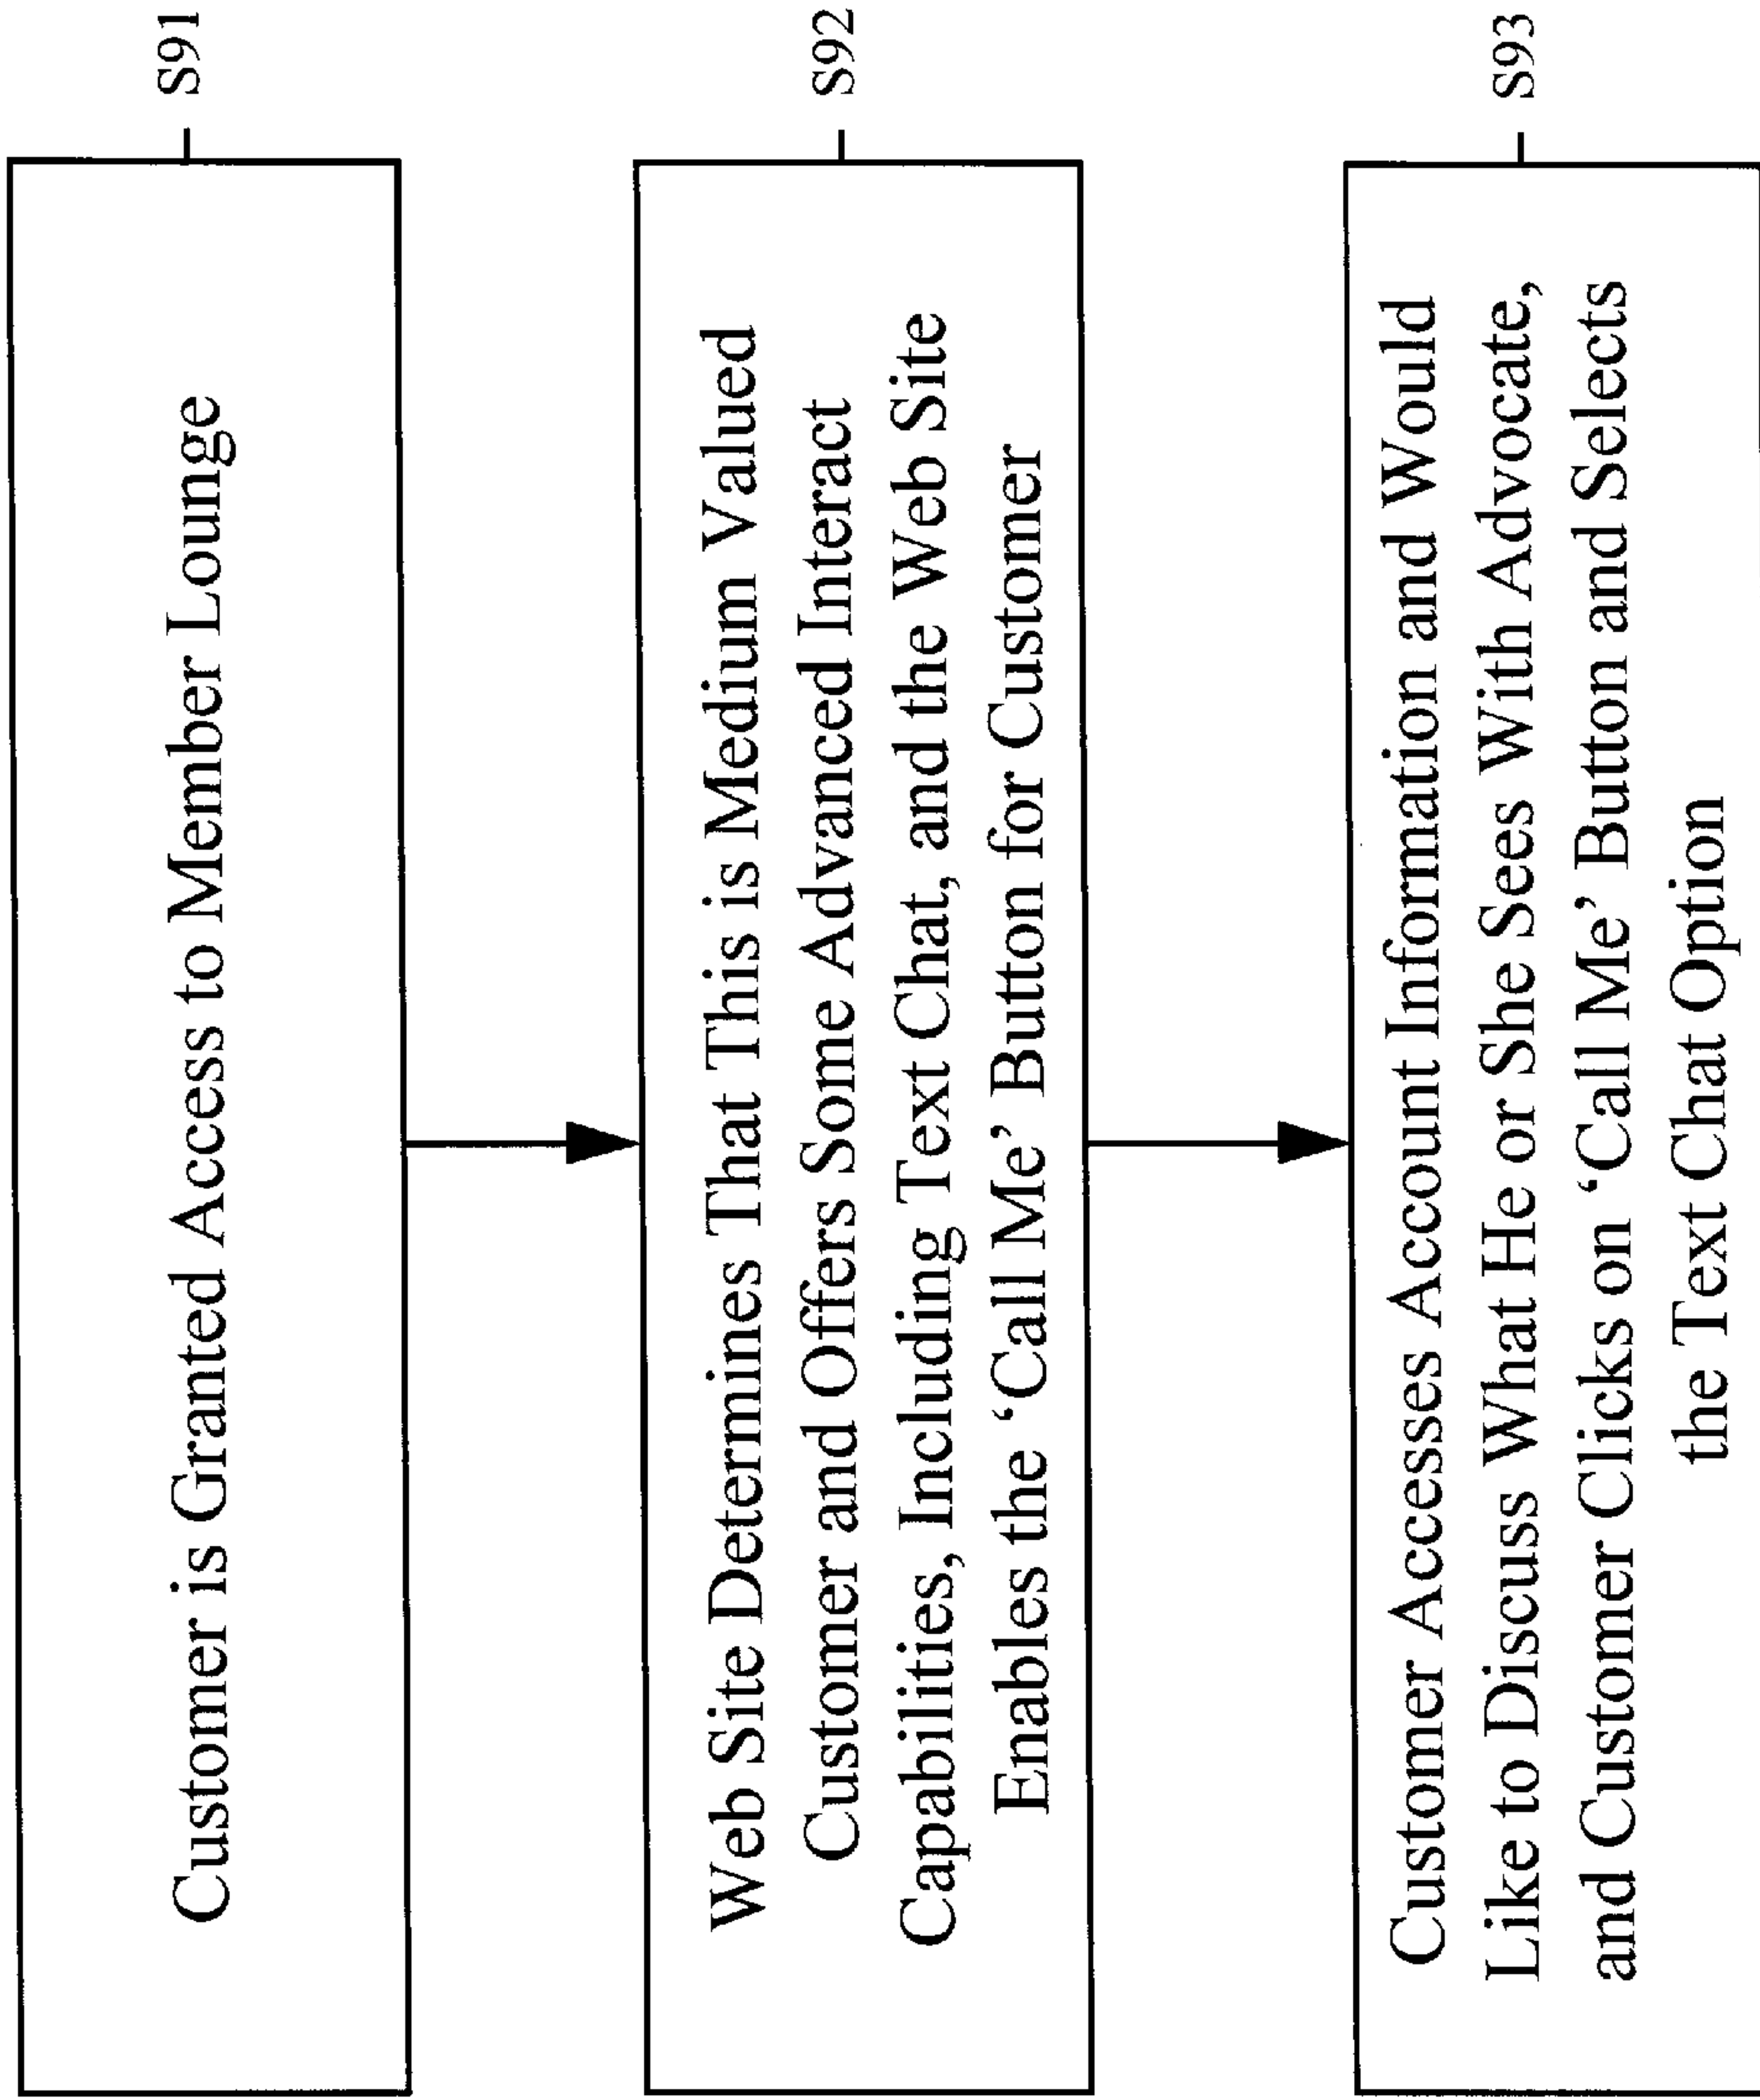 Customer is Granted Access to Member Lounge
S91
Web Site Determines That This is Medium Valued
Customer and Offers Some Advanced Interact
Capabilities, Including Text Chat, and the Web Site
Enables the ‘Call Me’ Button for Customer
S92
Customer Accesses Account Information and Would
Like to Discuss What He or She Sees With Advocate,
and Customer Clicks on ‘Call Me’ Button and Selects
the Text Chat Option
S93